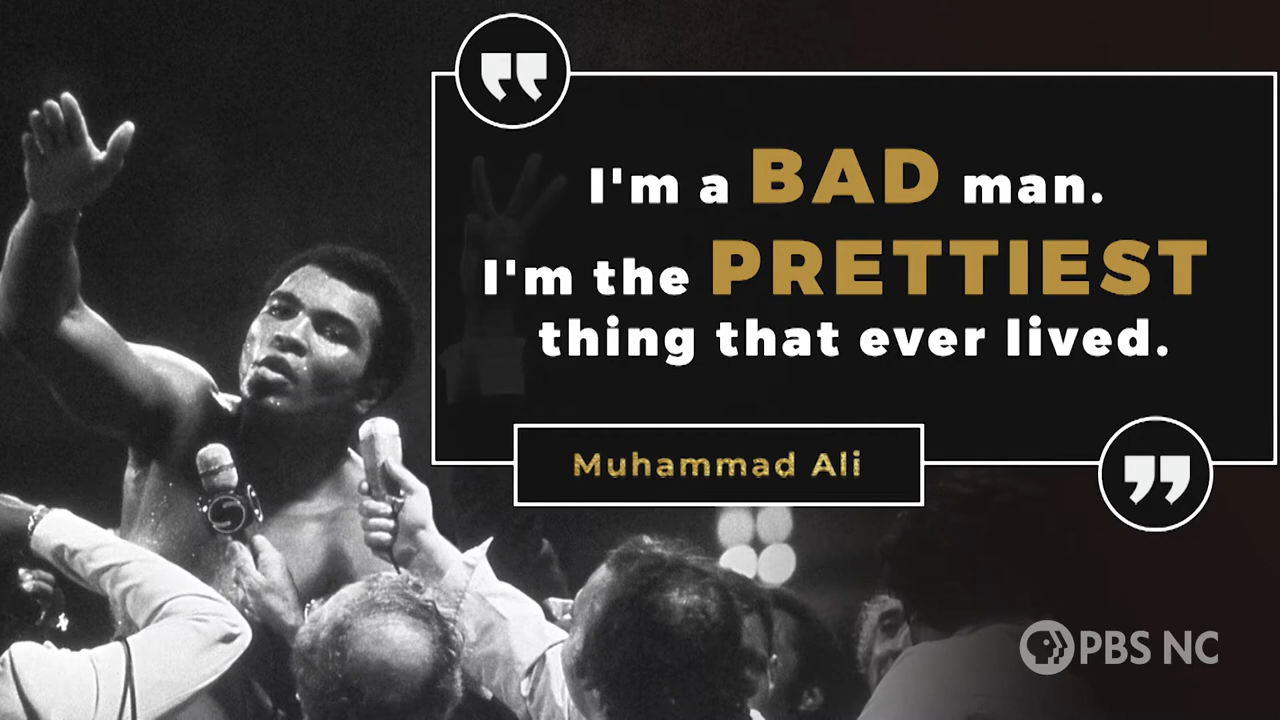 I'm a BAD man.
I'm the PRETTIEST
thing that ever lived.
Muhammad Ali
PBS NC